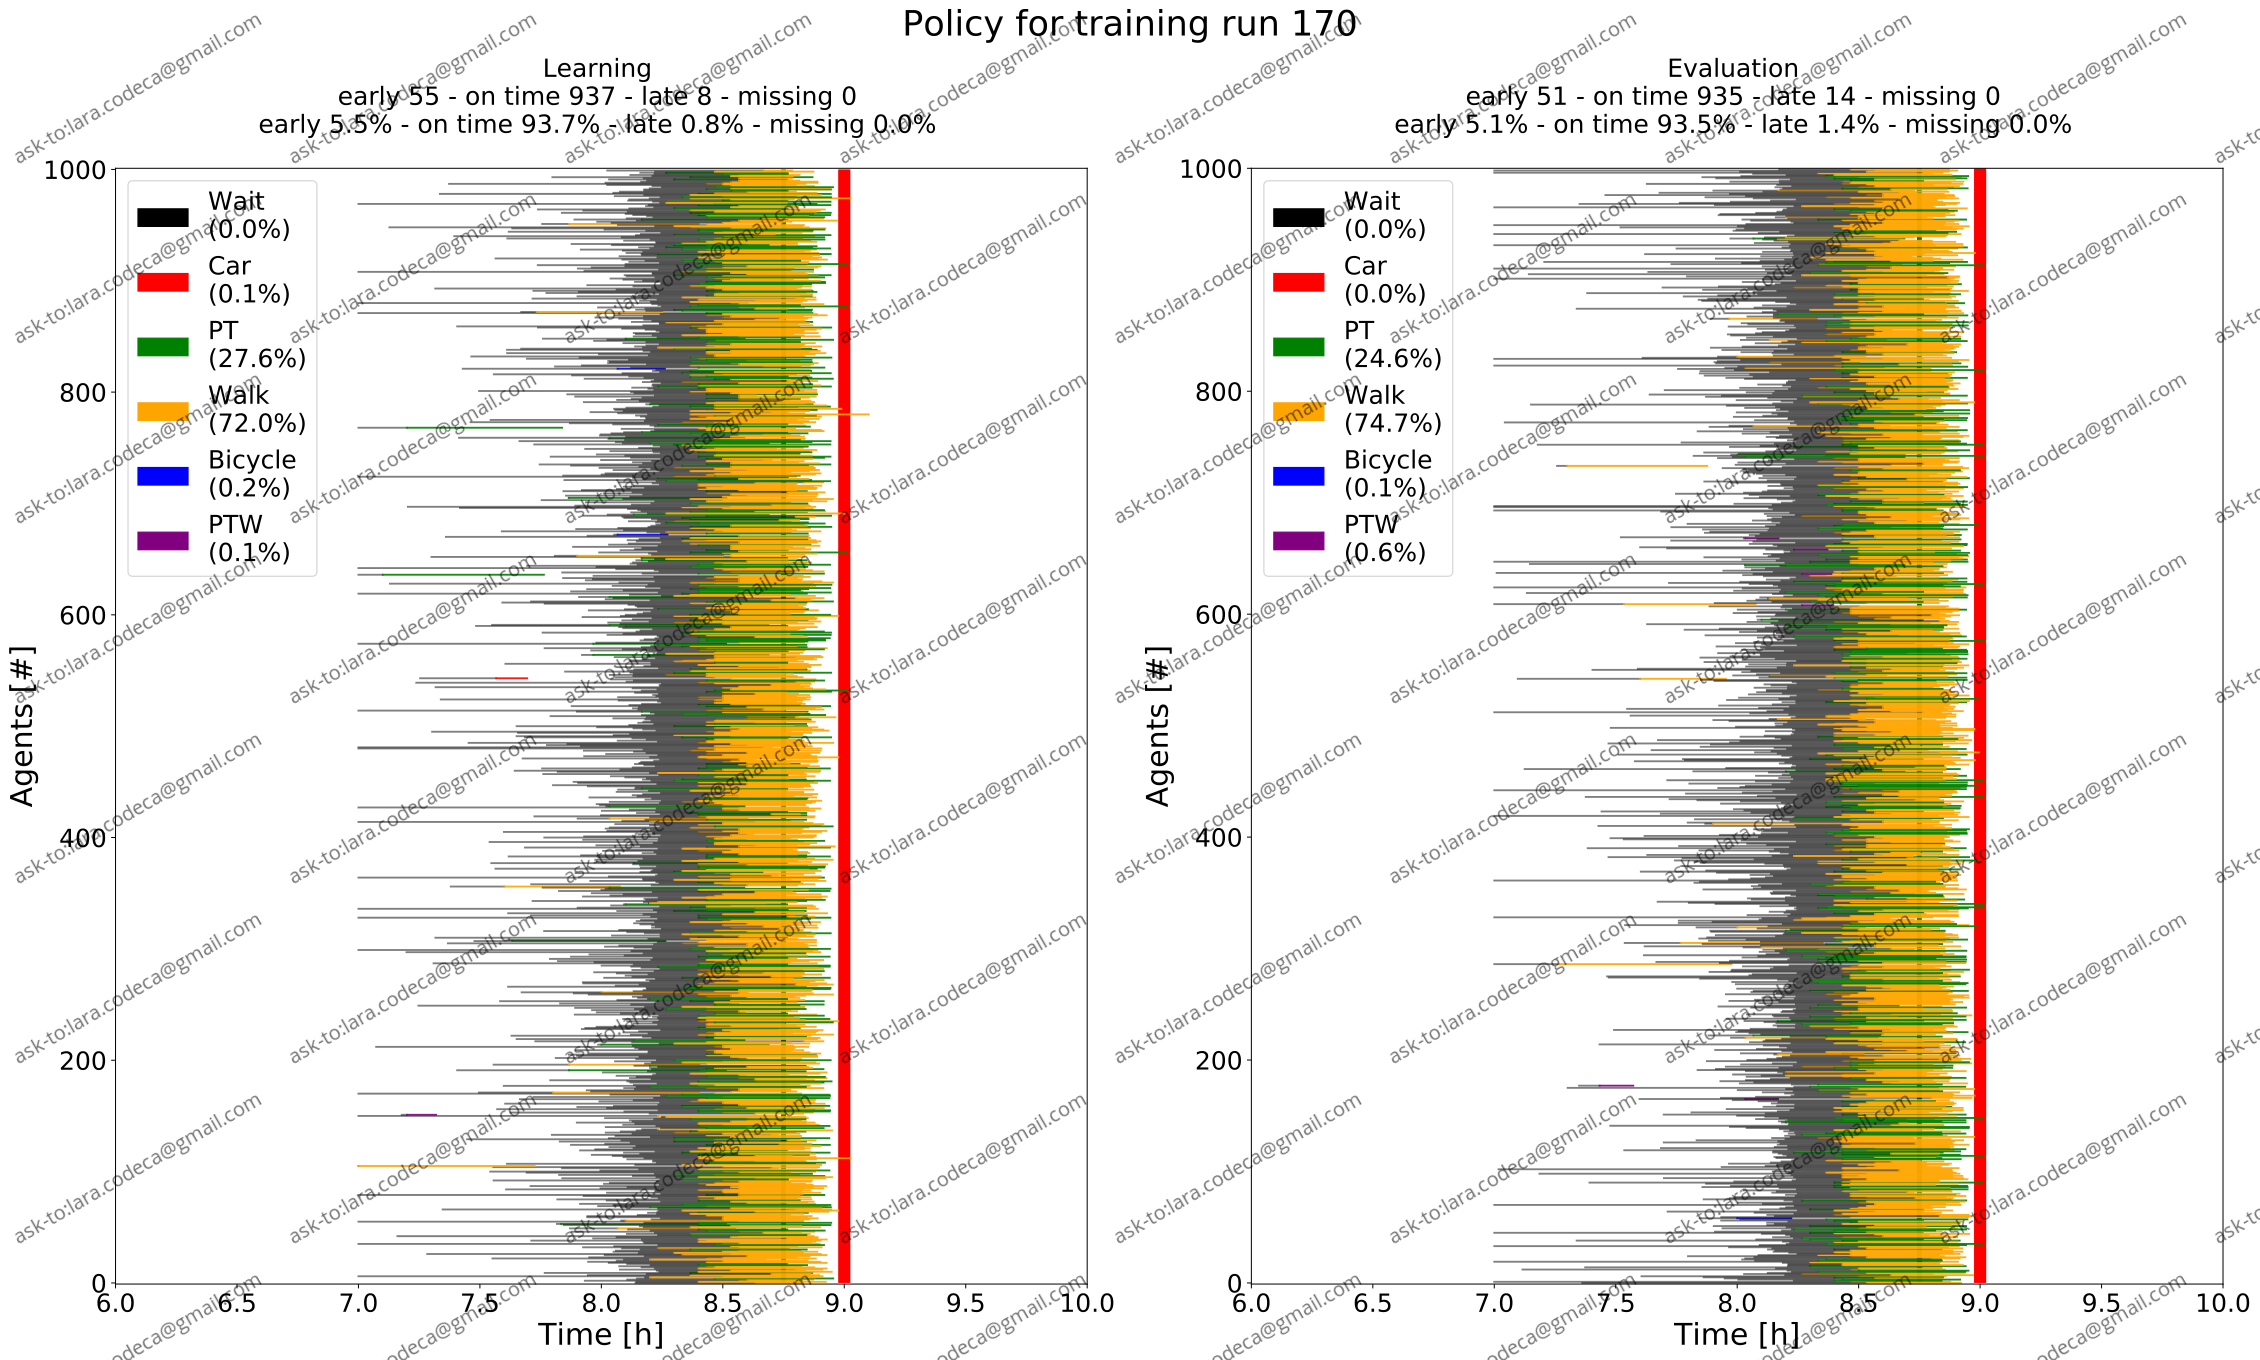 Policy for training run 170
Learning
early 55 - on time 937 - late 8 - missing 0
early 5.5% - on time 93.7% - late 0.8% - missing 0.0%
1000
800
600
400
200
0
Agents [#]
Wait
(0.0%)
Car
(0.1%)
PT
(27.6%)
Walk
(72.0%)
Bicycle
(0.2%)
PTW
(0.1%)
6.0 6.5 7.0 7.5 8.0 8.5 9.0 9.5 10.0
Time [h]
Evaluation
early 51 - on time 935 - late 14 - missing 0
early 5.1% - on time 93.5% - late 1.4% - missing 0.0%
1000
800
600
400
200
0
Agents [#]
Wait
(0.0%)
Car
(0.0%)
PT
(24.6%)
Walk
(74.7%)
Bicycle
(0.1%)
PTW
(0.6%)
6.0 6.5 7.0 7.5 8.0 8.5 9.0 9.5 10.0
Time [h]
ask-to:lara.codeca@gmail.com